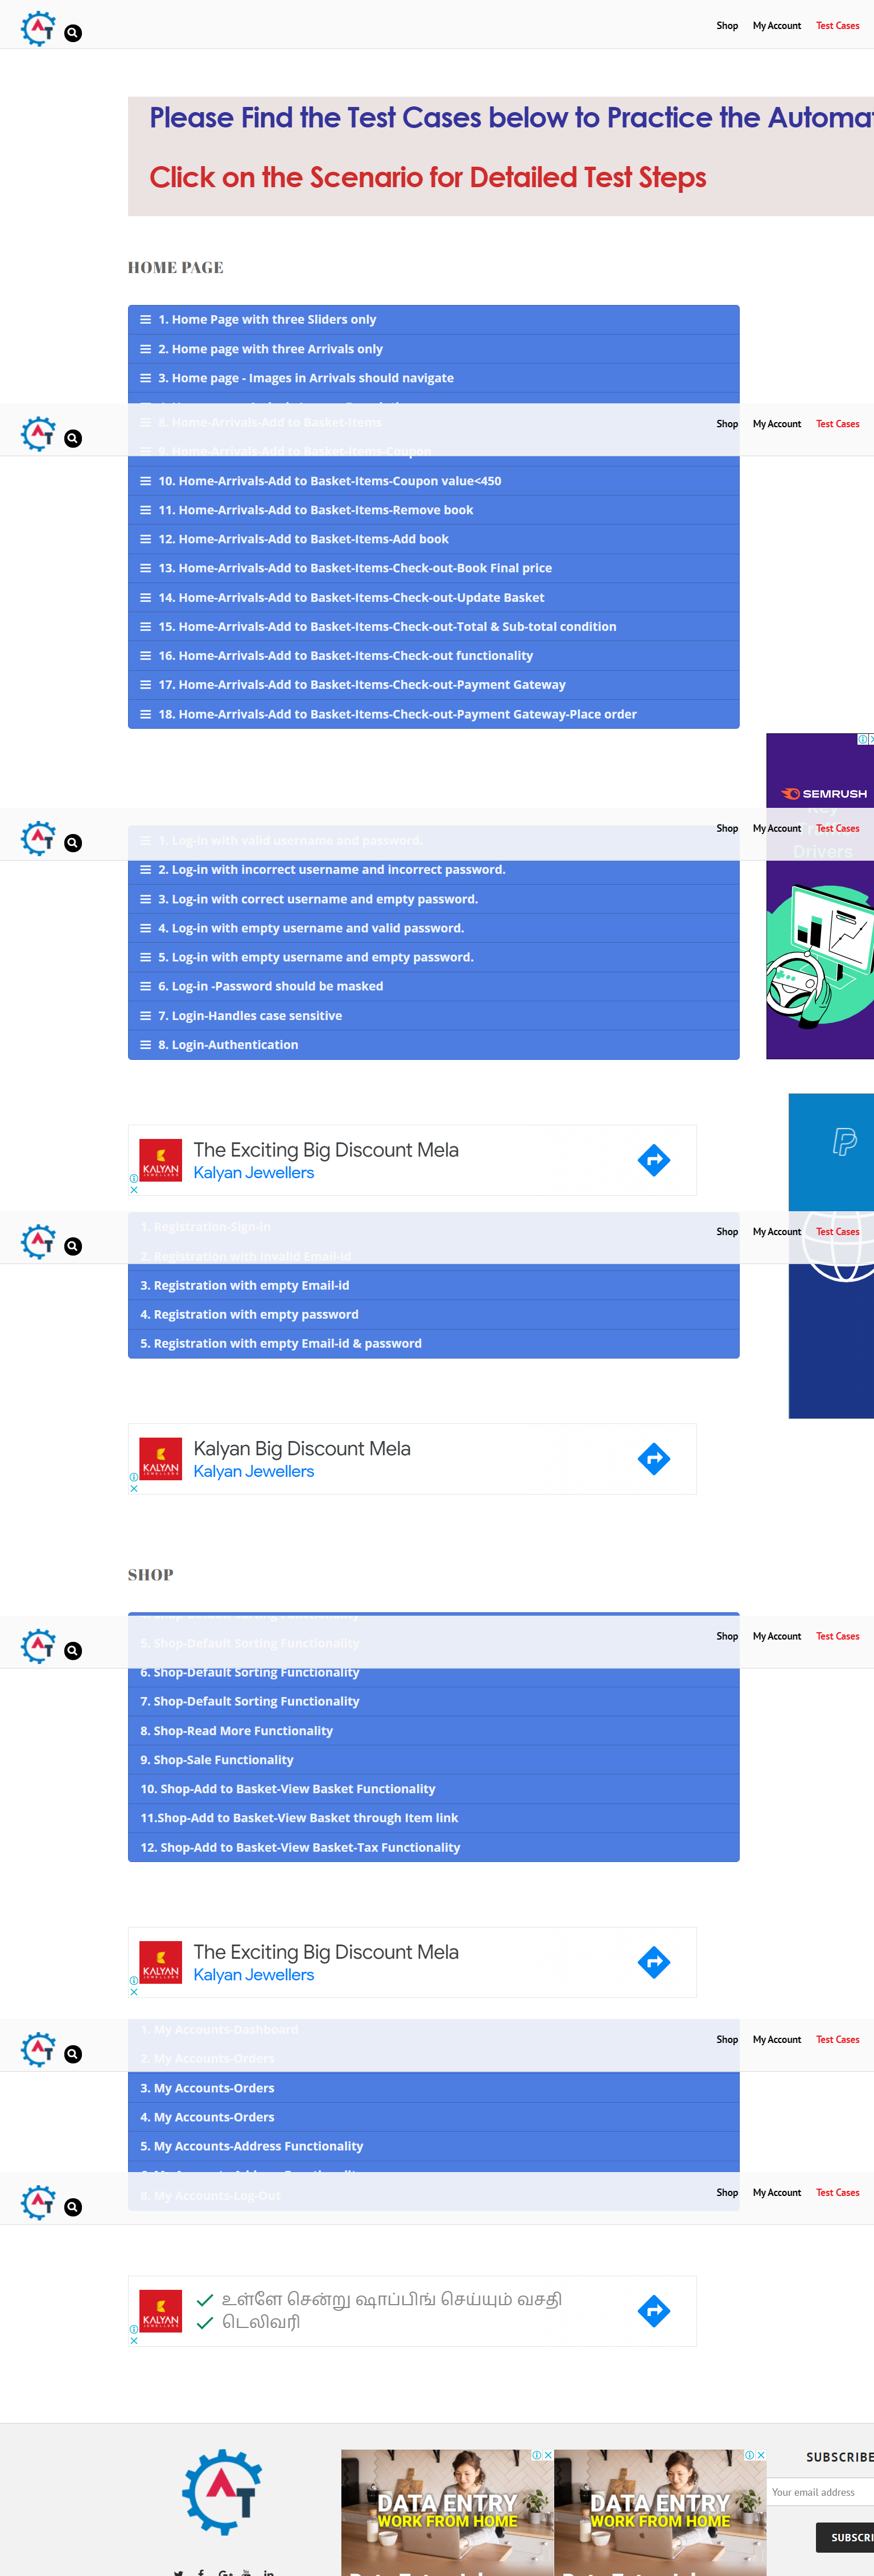 AT
Shop My Account Test Cases
Please Find the Test Cases below to Practice the Automa
Click on the Scenario for Detailed Test Steps
HOME PAGE
1. Home Page with three Sliders only
2. Home page with three Arrivals only
3. Home page - Images in Arrivals should navigate
AT
8. Home-Arrivals-Add to Basket-Items
Shop My Account Test Cases
9. Home-Arrivals-Add to Basket-Items-Coupon
10. Home-Arrivals-Add to Basket-Items-Coupon value<450
11. Home-Arrivals-Add to Basket-Items-Remove book
12. Home-Arrivals-Add to Basket-Items-Add book
13. Home-Arrivals-Add to Basket-Items-Check-out-Book Final price
14. Home-Arrivals-Add to Basket-Items-Check-out-Update Basket
15. Home-Arrivals-Add to Basket-Items-Check-out-Total & Sub-total condition
16. Home-Arrivals-Add to Basket-Items-Check-out functionality
17. Home-Arrivals-Add to Basket-Items-Check-out-Payment Gateway
18. Home-Arrivals-Add to Basket-Items-Check-out-Payment Gateway-Place order
SEMRUSH
Key
Drivers
AT
Shop My Account Test Cases
1. Log-in with valid username and password.
2. Log-in with incorrect username and incorrect password.
3. Log-in with correct username and empty password.
4. Log-in with empty username and valid password.
5. Log-in with empty username and empty password.
6. Log-in -Password should be masked
7. Login-Handles case sensitive
8. Login-Authentication
KALYAN
JEWELLERS
The Exciting Big Discount Mela
Kalyan Jewellers
AT
1. Registration-Sign-in
Shop My Account Test Cases
2. Registration with invalid Email-id
3. Registration with empty Email-id
4. Registration with empty password
5. Registration with empty Email-id & password
KALYAN
JEWELLERS
Kalyan Big Discount Mela
Kalyan Jewellers
SHOP
AT
Shop My Account Test Cases
5. Shop-Default Sorting Functionality
6. Shop-Default Sorting Functionality
7. Shop-Default Sorting Functionality
8. Shop-Read More Functionality
9. Shop-Sale Functionality
10. Shop-Add to Basket-View Basket Functionality
11.Shop-Add to Basket-View Basket through Item link
12. Shop-Add to Basket-View Basket-Tax Functionality
KALYAN
JEWELLERS
The Exciting Big Discount Mela
Kalyan Jewellers
AT
1. My Accounts-Dashboard
Shop My Account Test Cases
2. My Accounts-Orders
3. My Accounts-Orders
4. My Accounts-Orders
5. My Accounts-Address Functionality
AT
Shop My Account Test Cases
8. My Accounts-Log-Out
KALYAN
JEWELLERS
உள்ளே சென்று ஷாப்பிங் செய்யும் வசதி
டெலிவரி
AT
DATA ENTRY
WORK FROM HOME
DATA ENTRY
WORK FROM HOME
SUBSCRIBE
Your email address
SUBSCRI